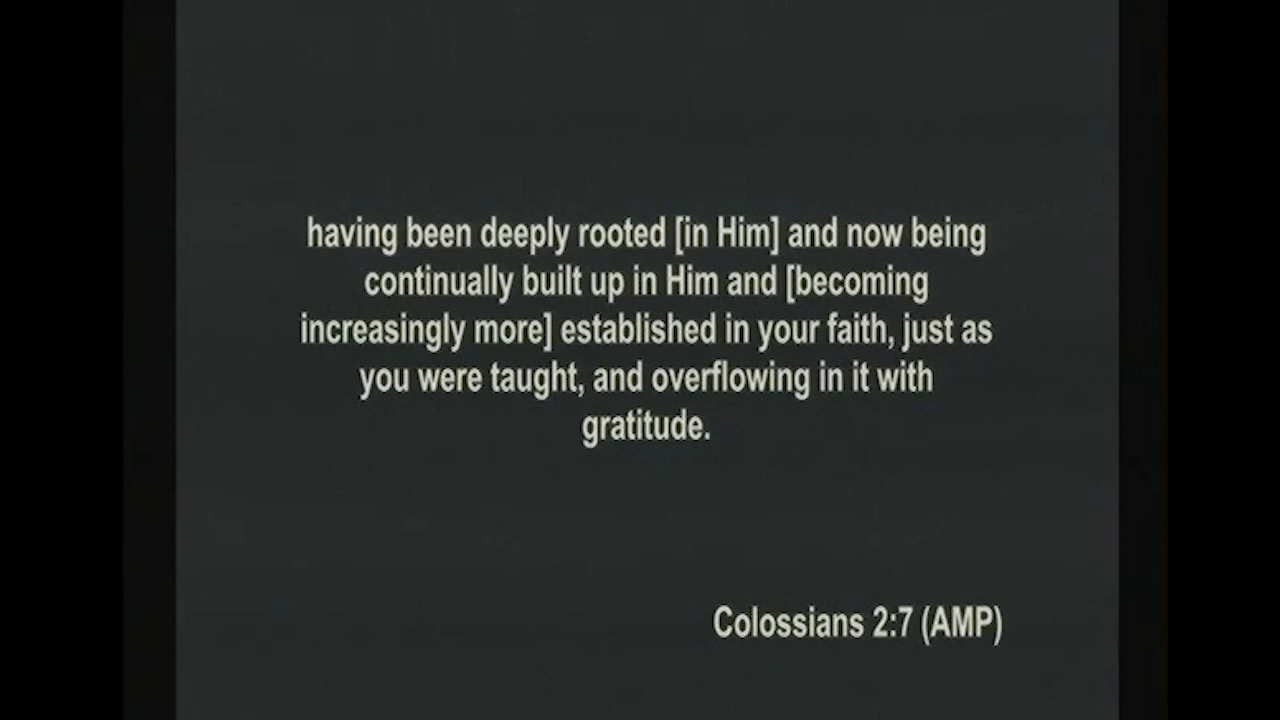 having been deeply rooted [in Him] and now being
continually built up in Him and [becoming
increasingly more] established in your faith, just as
you were taught, and overflowing in it with
gratitude.
Colossians 2:7 (AMP)